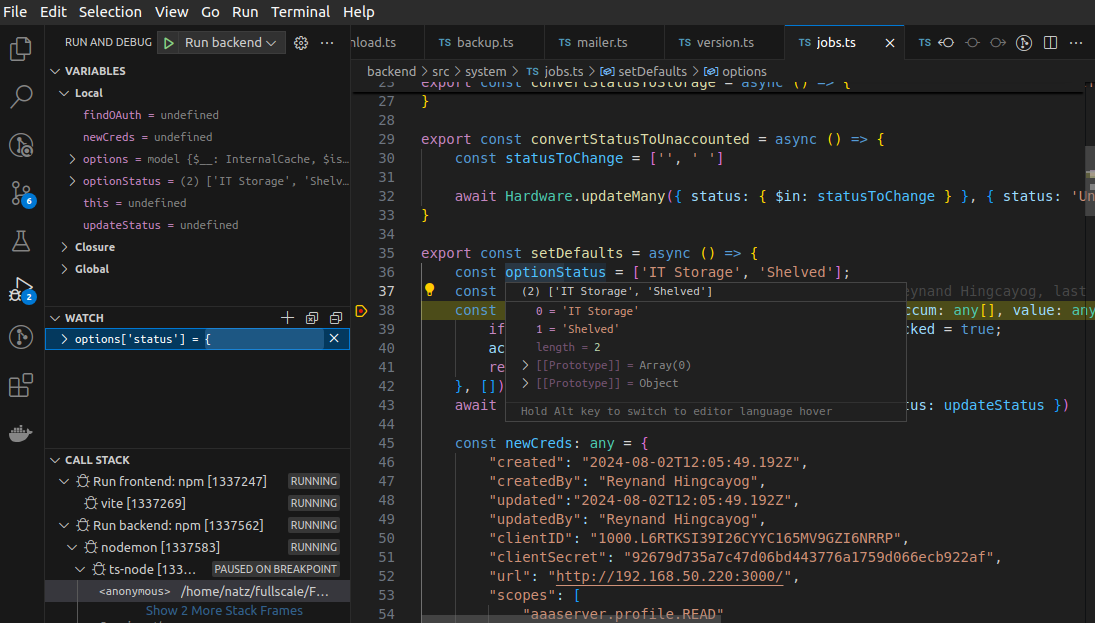 File Edit Selection View Go Run Terminal Help
RUN AND DEBUG Run backend ...
nload.ts TS backup.ts TS mailer.ts TS version.ts TS jobs.ts TS
backend > src > system > TS jobs.ts > setDefaults > options
VARIABLES
Local
findOAuth = undefined
newCreds = undefined
options = model {$__: InternalCache, $is…
optionStatus = (2) ['IT Storage', 'Shelv…
this = undefined
updateStatus = undefined
Closure
Global
WATCH
options['status'] = {
CALL STACK
Run frontend: npm [1337247] RUNNING
vite [1337269] RUNNING
Run backend: npm [1337562] RUNNING
nodemon [1337583] RUNNING
ts-node [133... PAUSED ON BREAKPOINT
<anonymous> /home/natz/fullscale/F...
Show 2 More Stack Frames
6
2
export const convertStatusToStorage = async () => {
27 }
28
29 export const convertStatusToUnaccounted = async () => {
30 const statusToChange = ['', ' ']
31
32 await Hardware.updateMany({ status: { $in: statusToChange } }, { status: 'Un
33 }
34
35 export const setDefaults = async () => {
36 const optionStatus = ['IT Storage', 'Shelved'];
37 const eynand Hingcayog, last
38 const ccum: any[], value: any
39 if cked = true;
40 ac
41 re
42 }, [])
43 await tus: updateStatus })
44
(2) ['IT Storage', 'Shelved']
0 = 'IT Storage'
1 = 'Shelved'
length = 2
[[Prototype]] = Array(0)
[[Prototype]] = Object
Hold Alt key to switch to editor language hover
45 const newCreds: any = {
46 "created": "2024-08-02T12:05:49.192Z",
47 "createdBy": "Reynand Hingcayog",
48 "updated":"2024-08-02T12:05:49.192Z",
49 "updatedBy": "Reynand Hingcayog",
50 "clientID": "1000.L6RTKSI39I26CYYC165MV9GZI6NRRP",
51 "clientSecret": "92679d735a7c47d06bd443776a1759d066ecb922af",
52 "url": "http://192.168.50.220:3000/",
53 "scopes": [
54 "aaaserver.profile.READ"